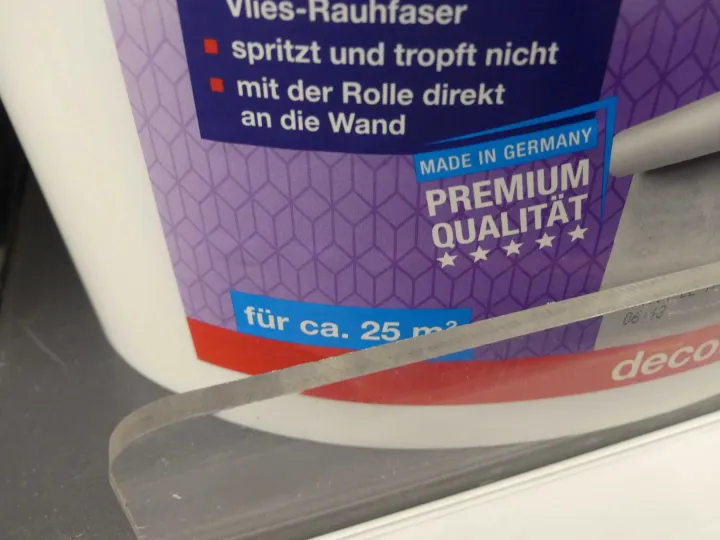 Vlies-Rauhfaser
spritzt und tropft nicht
mit der Rolle direkt
an die Wand
MADE IN GERMANY
PREMIUM
QUALITÄT
für ca. 25 m²
deco